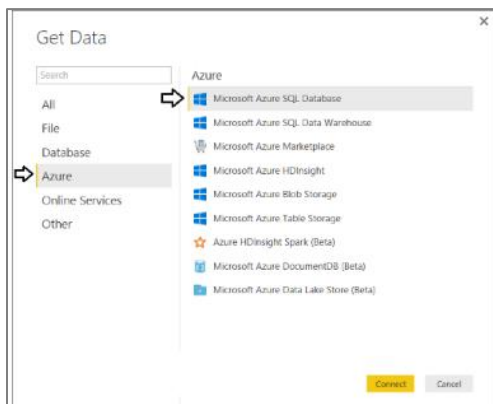 Get Data
Search
All
File
Database
Azure
Online Services
Other
Azure
Microsoft Azure SQL Database
Microsoft Azure SQL Data Warehouse
Microsoft Azure Marketplace
Microsoft Azure HDInsight
Microsoft Azure Blob Storage
Microsoft Azure Table Storage
Azure HDInsight Spark (Beta)
Microsoft Azure DocumentDB (Beta)
Microsoft Azure Data Lake Store (Beta)
Connect
Cancel